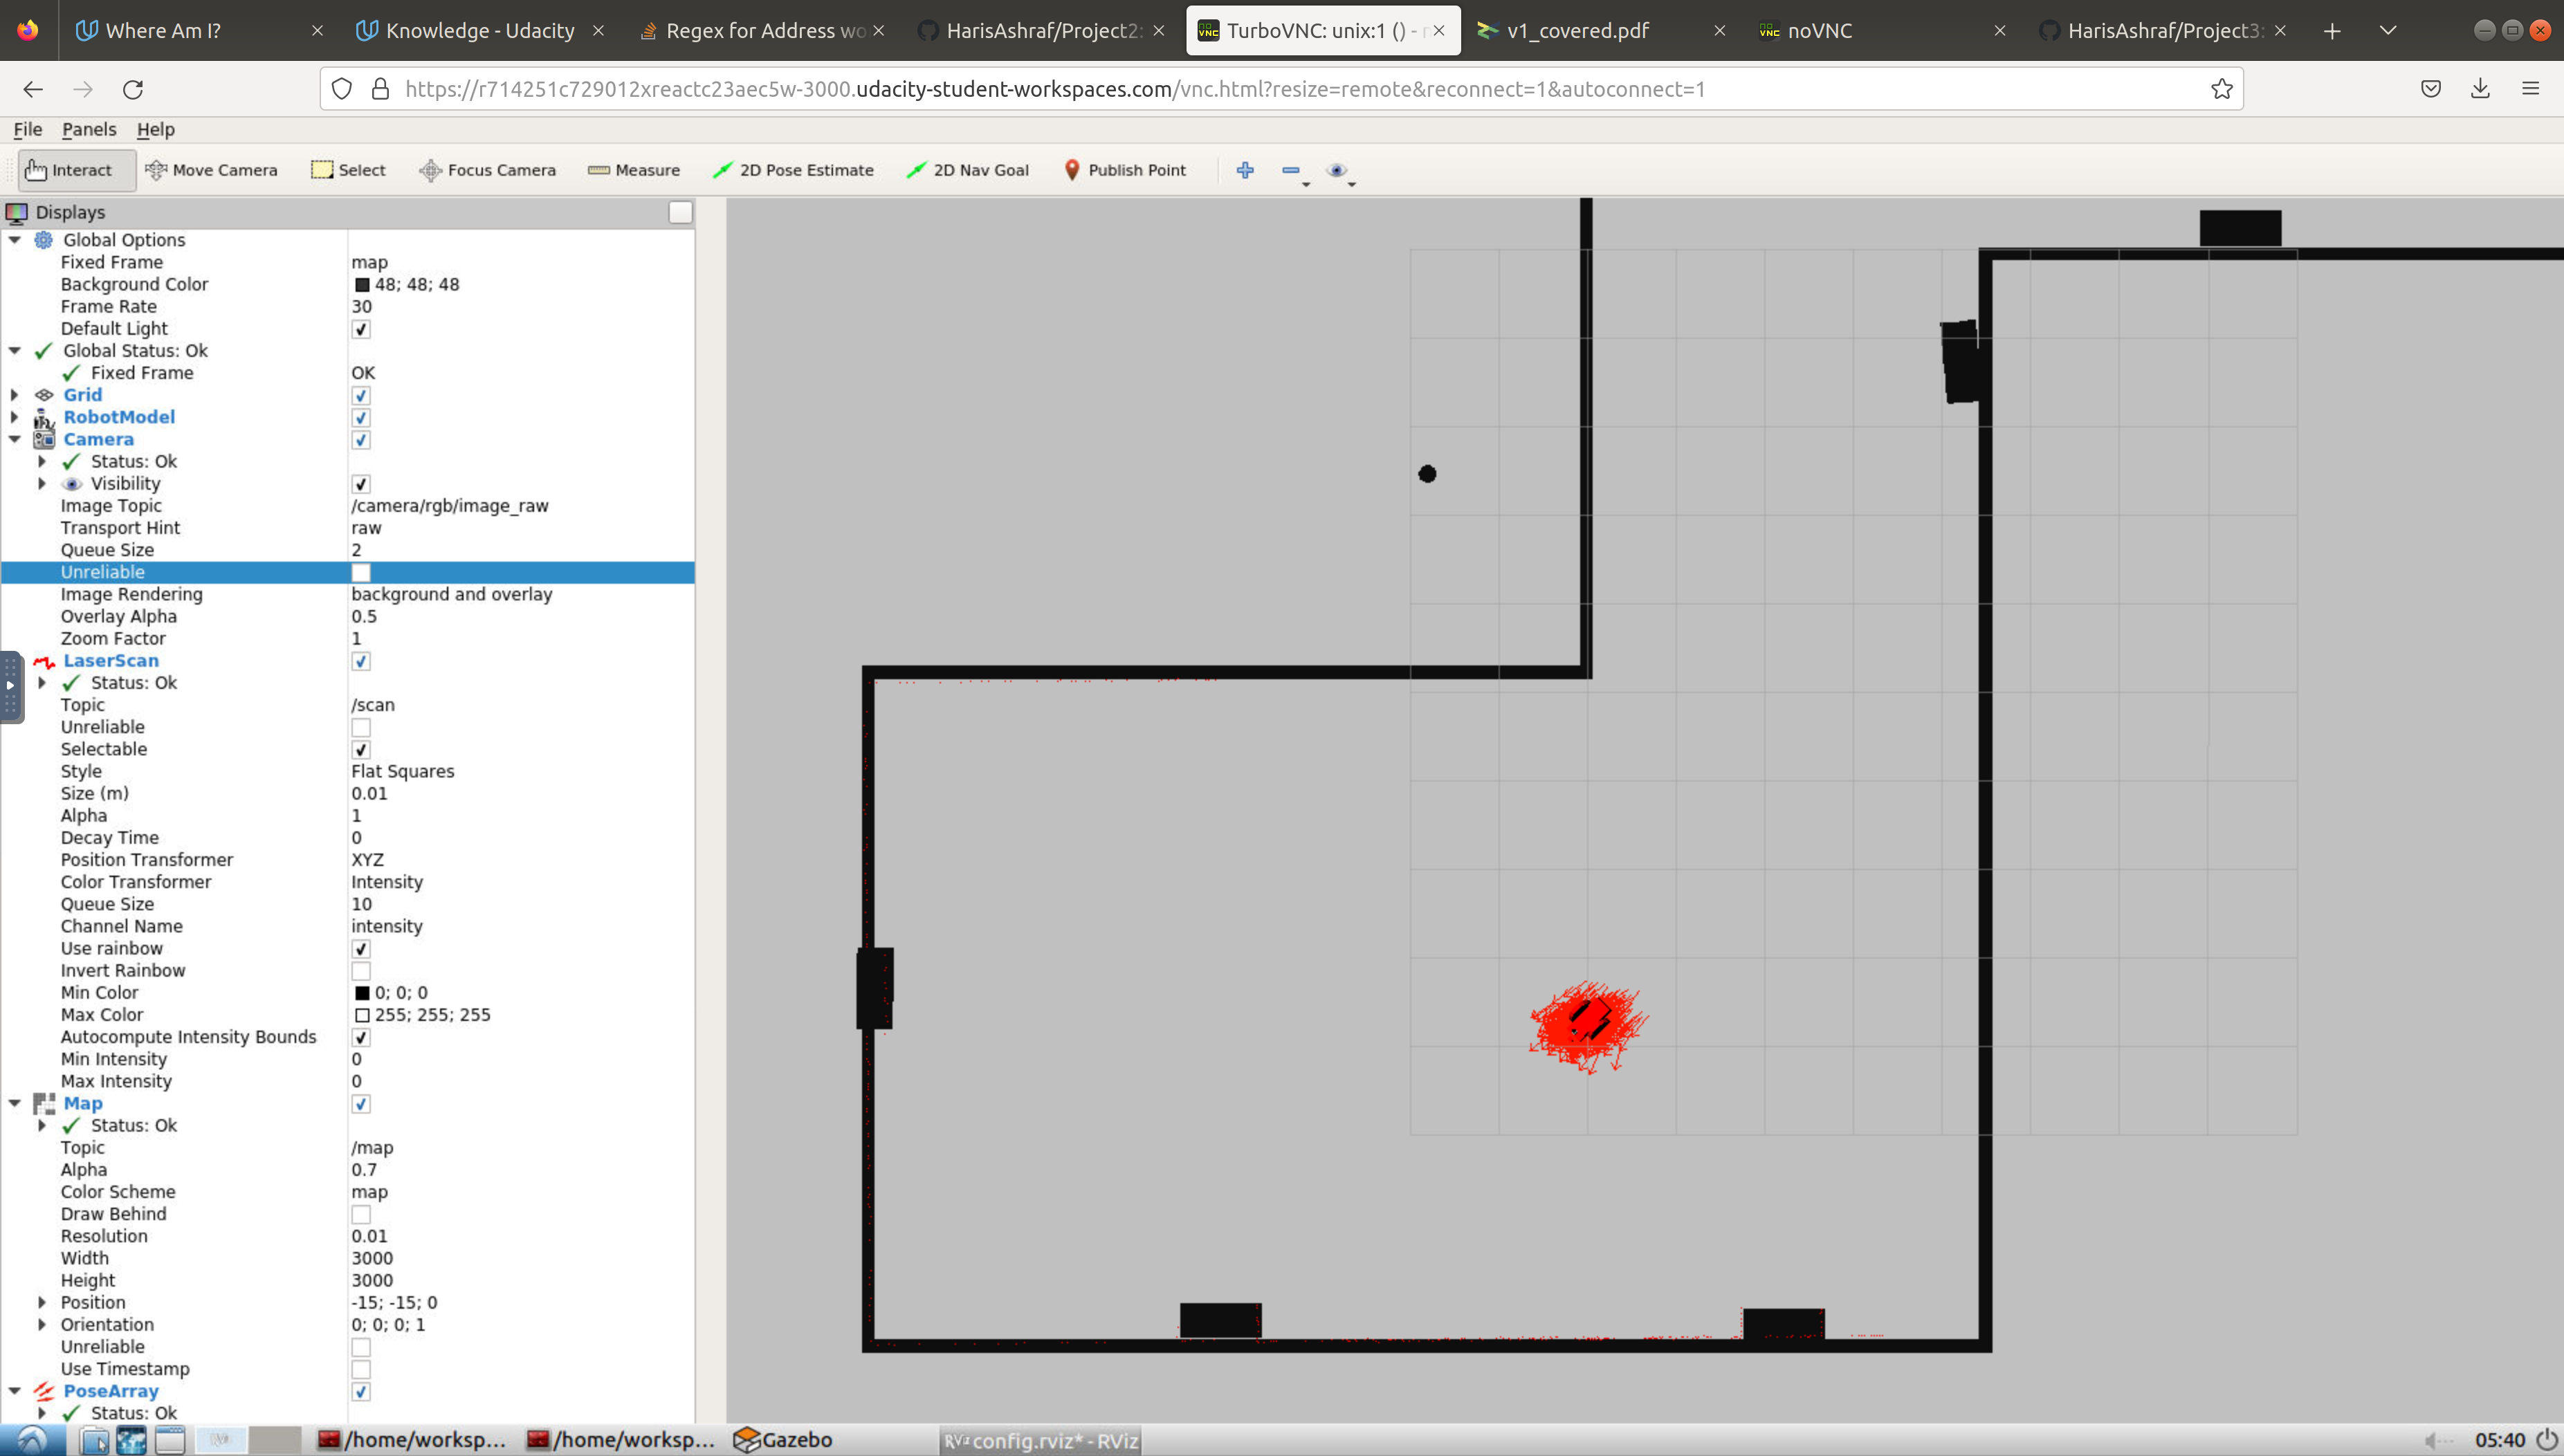 Where Am I?
Knowledge - Udacity
Regex for Address wo
HarisAshraf/Project2:
TurboVNC: unix:1 () -
v1_covered.pdf
noVNC
HarisAshraf/Project3:
https://r714251c729012xreactc23aec5w-3000.udacity-student-workspaces.com/vnc.html?resize=remote&reconnect=1&autoconnect=1
File Panels Help
Interact Move Camera Select Focus Camera Measure 2D Pose Estimate 2D Nav Goal Publish Point
Displays
Global Options
Fixed Frame map
Background Color 48; 48; 48
Frame Rate 30
Default Light
Global Status: Ok
Fixed Frame OK
Grid
RobotModel
Camera
Status: Ok
Visibility
Image Topic /camera/rgb/image_raw
Transport Hint raw
Queue Size 2
Unreliable
Image Rendering background and overlay
Overlay Alpha 0.5
Zoom Factor 1
LaserScan
Status: Ok
Topic /scan
Unreliable
Selectable
Style Flat Squares
Size (m) 0.01
Alpha 1
Decay Time 0
Position Transformer XYZ
Color Transformer Intensity
Queue Size 10
Channel Name intensity
Use rainbow
Invert Rainbow
Min Color 0; 0; 0
Max Color 255; 255; 255
Autocompute Intensity Bounds
Min Intensity 0
Max Intensity 0
Map
Status: Ok
Topic /map
Alpha 0.7
Color Scheme map
Draw Behind
Resolution 0.01
Width 3000
Height 3000
Position -15; -15; 0
Orientation 0; 0; 0; 1
Unreliable
Use Timestamp
PoseArray
Status: Ok
/home/worksp... /home/worksp... Gazebo RViz config.rviz* - RViz 05:40